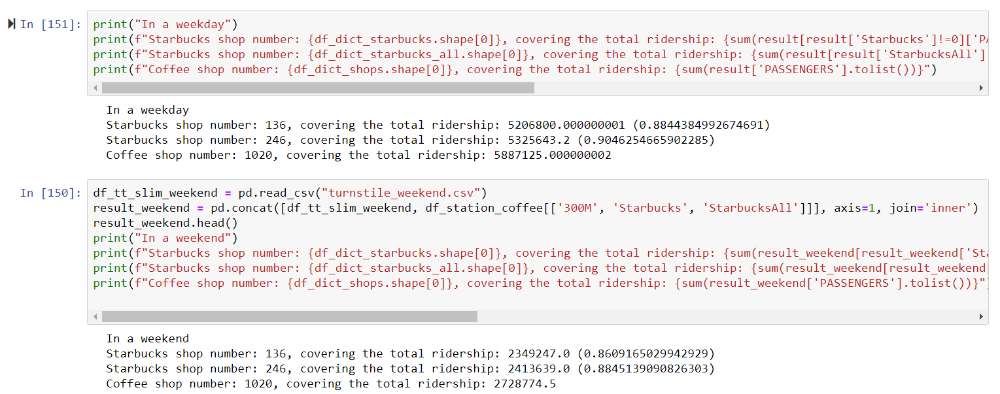 In [151]:
print("In a weekday")
print(f"Starbucks shop number: {df_dict_starbucks.shape[0]}, covering the total ridership: {sum(result[result['Starbucks']!=0]['PA
print(f"Starbucks shop number: {df_dict_starbucks_all.shape[0]}, covering the total ridership: {sum(result[result['StarbucksAll']
print(f"Coffee shop number: {df_dict_shops.shape[0]}, covering the total ridership: {sum(result['PASSENGERS'].tolist())}")
In a weekday
Starbucks shop number: 136, covering the total ridership: 5206800.000000001 (0.8844384992674691)
Starbucks shop number: 246, covering the total ridership: 5325643.2 (0.9046254665902285)
Coffee shop number: 1020, covering the total ridership: 5887125.000000002
In [150]:
df_tt_slim_weekend = pd.read_csv("turnstile_weekend.csv")
result_weekend = pd.concat([df_tt_slim_weekend, df_station_coffee[['300M', 'Starbucks', 'StarbucksAll']]], axis=1, join='inner')
result_weekend.head()
print("In a weekend")
print(f"Starbucks shop number: {df_dict_starbucks.shape[0]}, covering the total ridership: {sum(result_weekend[result_weekend['Sta
print(f"Starbucks shop number: {df_dict_starbucks_all.shape[0]}, covering the total ridership: {sum(result_weekend[result_weekend[
print(f"Coffee shop number: {df_dict_shops.shape[0]}, covering the total ridership: {sum(result_weekend['PASSENGERS'].tolist())}")
In a weekend
Starbucks shop number: 136, covering the total ridership: 2349247.0 (0.8609165029942929)
Starbucks shop number: 246, covering the total ridership: 2413639.0 (0.8845139090826303)
Coffee shop number: 1020, covering the total ridership: 2728774.5